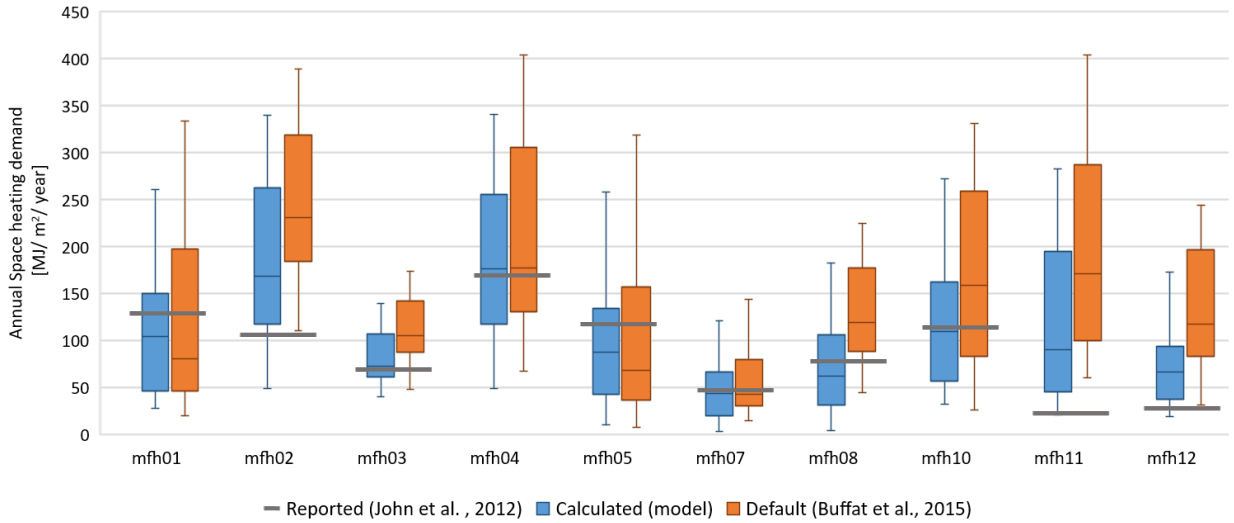 450
400
350
300
250
200
150
100
50
0
Annual Space heating demand
[MJ/ m²/ year]
mfh01 mfh02 mfh03 mfh04 mfh05 mfh07 mfh08 mfh10 mfh11 mfh12
Reported (John et al. , 2012) Calculated (model) Default (Buffat et al., 2015)